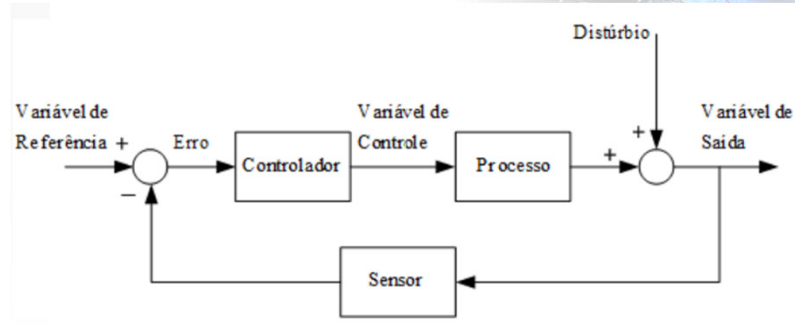 Distúrbio
+
Variável de
Referência +
Erro
−
Controlador
Variável de
Controle
Processo
+
Variável de
Saída
Sensor